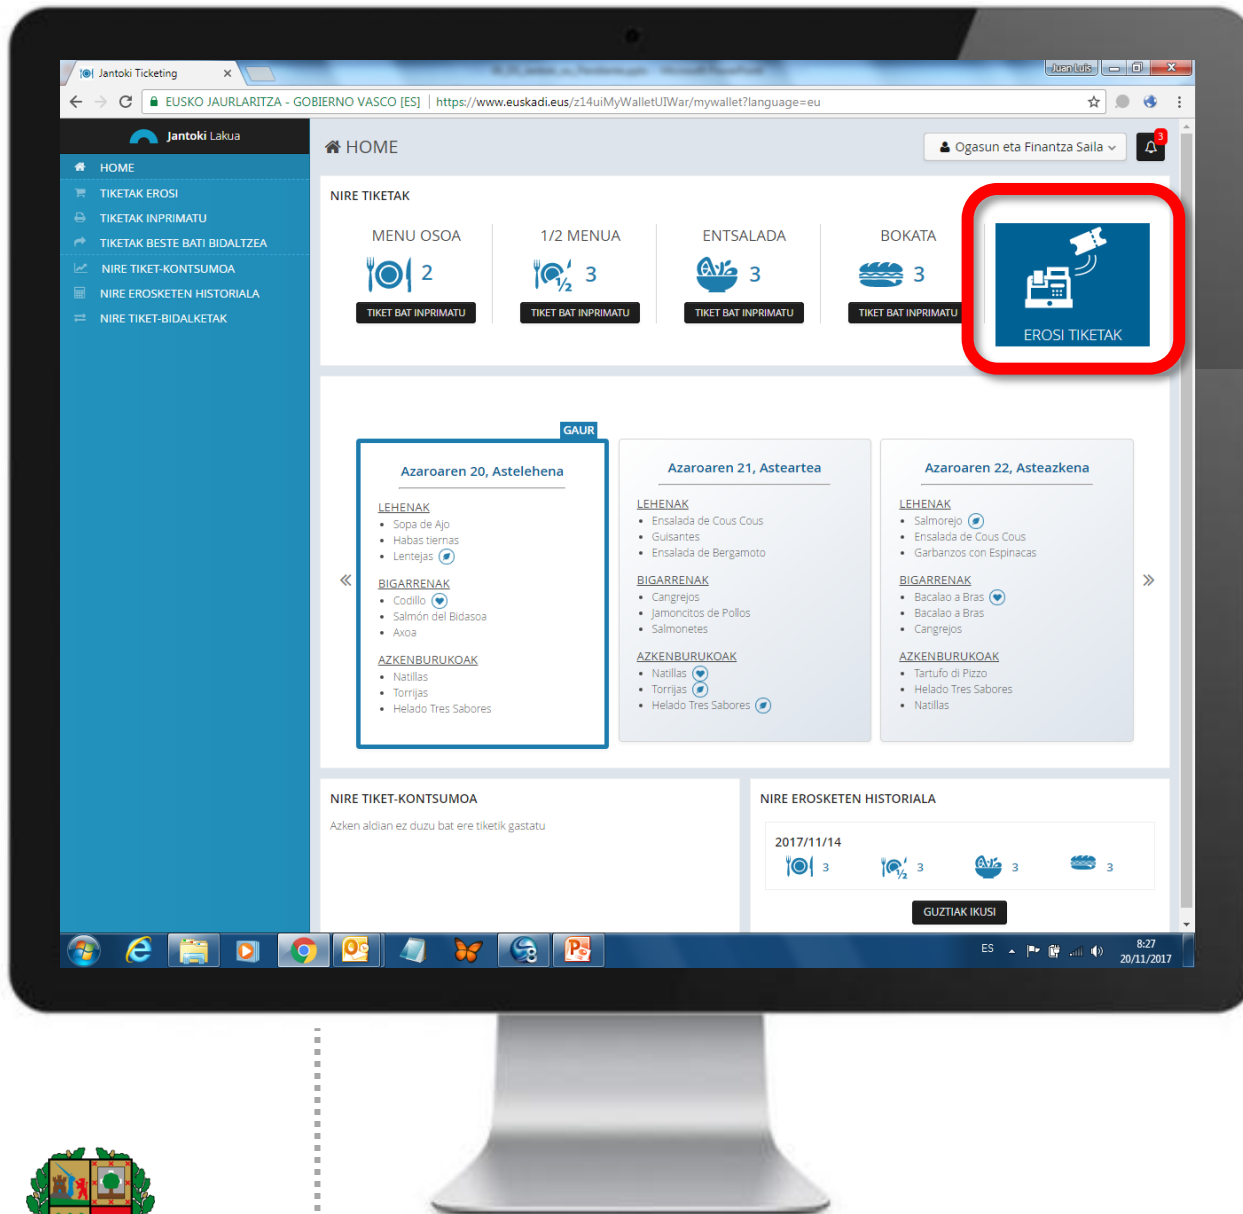 Jantoki Ticketing
Juan Luis
EUSKO JAURLARITZA - GOBIERNO VASCO [ES] https://www.euskadi.eus/z14uiMyWalletUIWar/mywallet?language=eu
Jantoki Lakua
HOME
TIKETAK EROSI
TIKETAK INPRIMATU
TIKETAK BESTE BATI BIDALTZEA
NIRE TIKET-KONTSUMOA
NIRE EROSKETEN HISTORIALA
NIRE TIKET-BIDALKETAK
HOME
Ogasun eta Finantza Saila
3
NIRE TIKETAK
MENU OSOA
2
TIKET BAT INPRIMATU
1/2 MENUA
1/2
3
TIKET BAT INPRIMATU
ENTSALADA
3
TIKET BAT INPRIMATU
BOKATA
3
TIKET BAT INPRIMATU
EROSI TIKETAK
GAUR
Azaroaren 20, Astelehena
LEHENAK
Sopa de Ajo
Habas tiernas
Lentejas
BIGARRENAK
Codillo
Salmón del Bidasoa
Axoa
AZKENBURUKOAK
Natillas
Torrijas
Helado Tres Sabores
Azaroaren 21, Asteartea
LEHENAK
Ensalada de Cous Cous
Guisantes
Ensalada de Bergamoto
BIGARRENAK
Cangrejos
Jamoncitos de Pollos
Salmonetes
AZKENBURUKOAK
Natillas
Torrijas
Helado Tres Sabores
Azaroaren 22, Asteazkena
LEHENAK
Salmorejo
Ensalada de Cous Cous
Garbanzos con Espinacas
BIGARRENAK
Bacalao a Bras
Bacalao a Bras
Cangrejos
AZKENBURUKOAK
Tartufo di Pizzo
Helado Tres Sabores
Natillas
NIRE TIKET-KONTSUMOA
Azken aldian ez duzu bat ere tiketik gastatu
NIRE EROSKETEN HISTORIALA
2017/11/14
3
1/2 3
3
3
GUZTIAK IKUSI
ES
8:27
20/11/2017